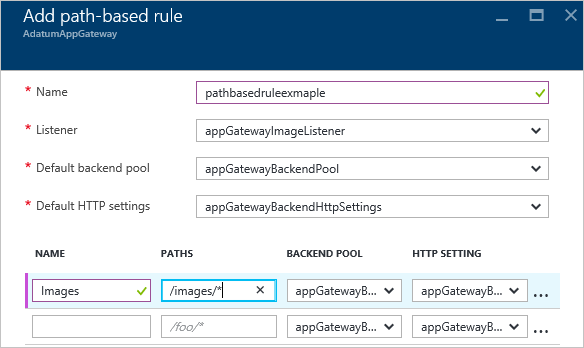 Add path-based rule
AdatumAppGateway
* Name pathbasedruleexmaple
* Listener appGatewayImageListener
* Default backend pool appGatewayBackendPool
* Default HTTP settings appGatewayBackendHttpSettings
NAME PATHS BACKEND POOL HTTP SETTING
Images /images/* appGatewayB... appGatewayB... ...
/foo/* appGatewayB... appGatewayB... ...